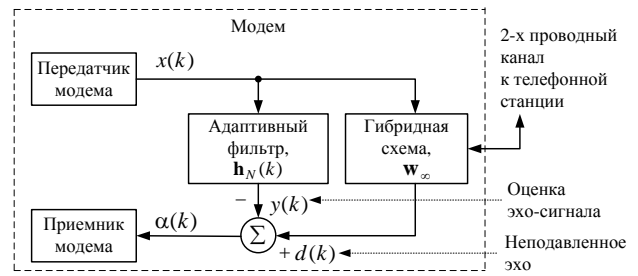 Модем
Передатчик
модема
x(k)
2-х проводный
канал
к телефонной
станции
Адаптивный
фильтр,
h_N(k)
Гибридная
схема,
w_∞
− y(k)
Оценка
эхо-сигнала
Приемник
модема
α(k)
Σ
+ d(k)
Неподавленное
эхо